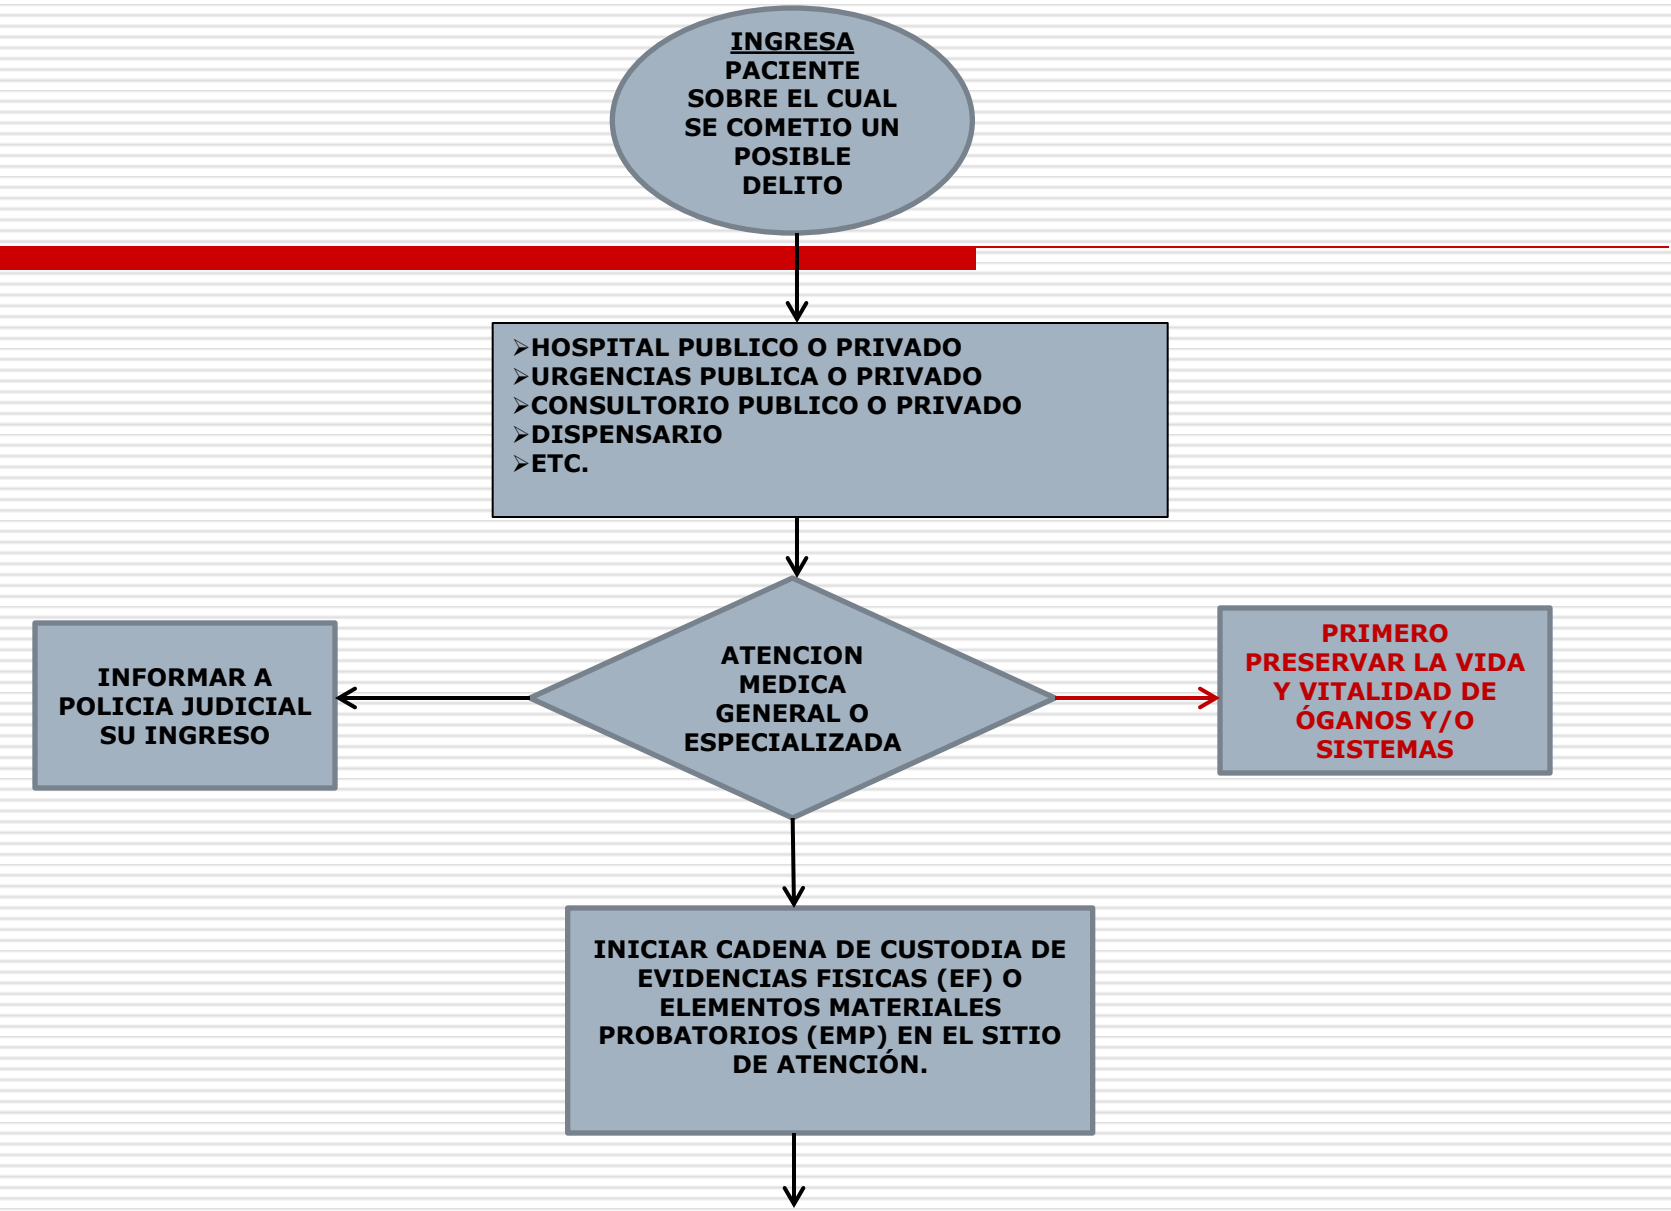 INGRESA
PACIENTE
SOBRE EL CUAL
SE COMETIO UN
POSIBLE
DELITO
➢HOSPITAL PUBLICO O PRIVADO
➢URGENCIAS PUBLICA O PRIVADO
➢CONSULTORIO PUBLICO O PRIVADO
➢DISPENSARIO
➢ETC.
INFORMAR A
POLICIA JUDICIAL
SU INGRESO
ATENCION
MEDICA
GENERAL O
ESPECIALIZADA
PRIMERO
PRESERVAR LA VIDA
Y VITALIDAD DE
ÓGANOS Y/O
SISTEMAS
INICIAR CADENA DE CUSTODIA DE
EVIDENCIAS FISICAS (EF) O
ELEMENTOS MATERIALES
PROBATORIOS (EMP) EN EL SITIO
DE ATENCIÓN.